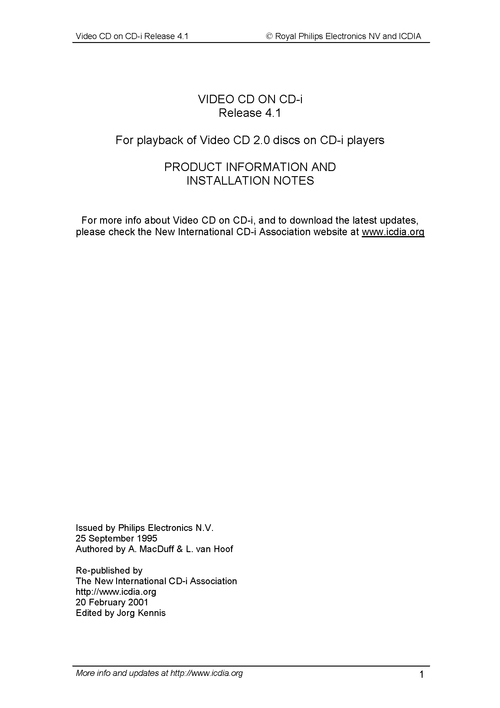 Video CD on CD-i Release 4.1 © Royal Philips Electronics NV and ICDIA
VIDEO CD ON CD-i
Release 4.1
For playback of Video CD 2.0 discs on CD-i players
PRODUCT INFORMATION AND
INSTALLATION NOTES
For more info about Video CD on CD-i, and to download the latest updates,
please check the New International CD-i Association website at www.icdia.org
Issued by Philips Electronics N.V.
25 September 1995
Authored by A. MacDuff & L. van Hoof
Re-published by
The New International CD-i Association
http://www.icdia.org
20 February 2001
Edited by Jorg Kennis
More info and updates at http://www.icdia.org 1